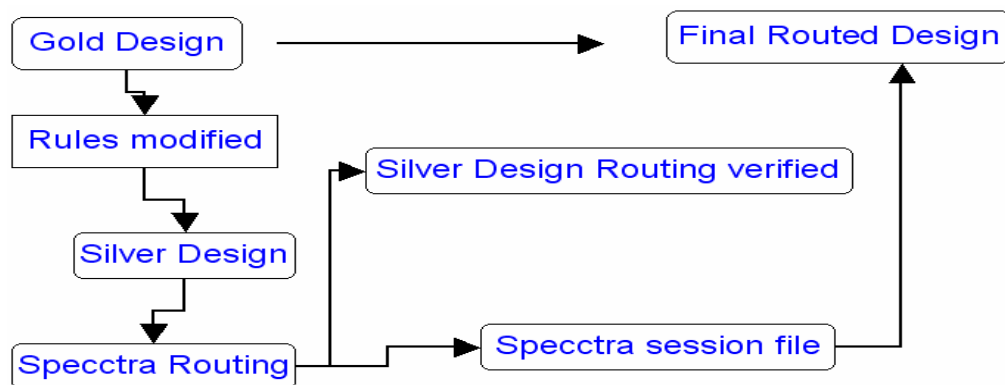 Gold Design
Final Routed Design
Rules modified
Silver Design Routing verified
Silver Design
Specctra Routing
Specctra session file